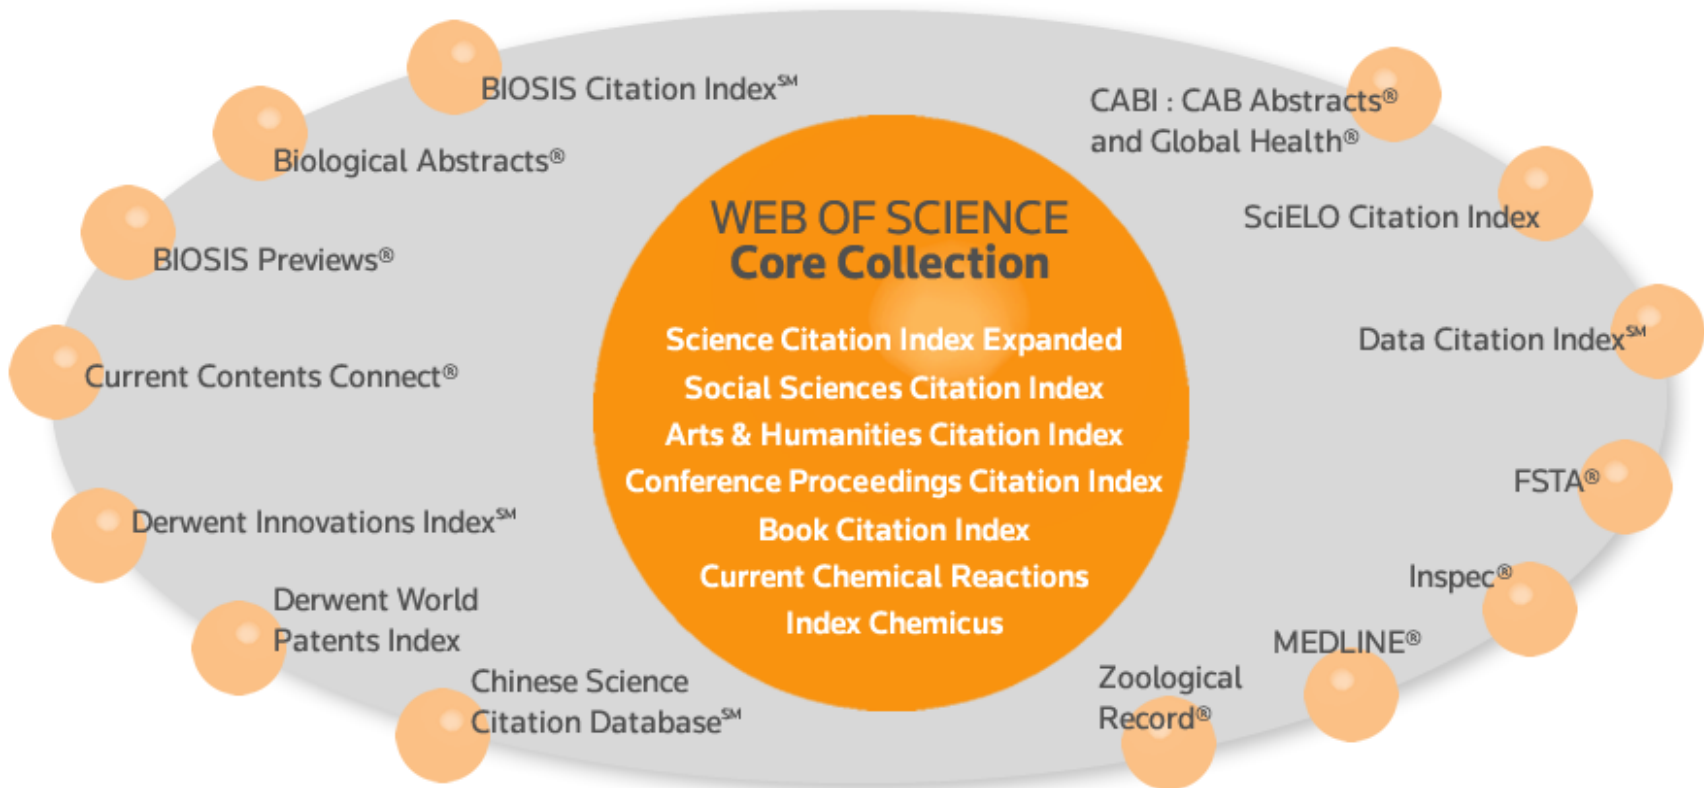 BIOSIS Citation Index℠
Biological Abstracts®
BIOSIS Previews®
Current Contents Connect®
Derwent Innovations Index℠
Derwent World
Patents Index
Chinese Science
Citation Database℠
WEB OF SCIENCE
Core Collection
Science Citation Index Expanded
Social Sciences Citation Index
Arts & Humanities Citation Index
Conference Proceedings Citation Index
Book Citation Index
Current Chemical Reactions
Index Chemicus
CABI : CAB Abstracts®
and Global Health®
SciELO Citation Index
Data Citation Index℠
FSTA®
Inspec®
MEDLINE®
Zoological
Record®